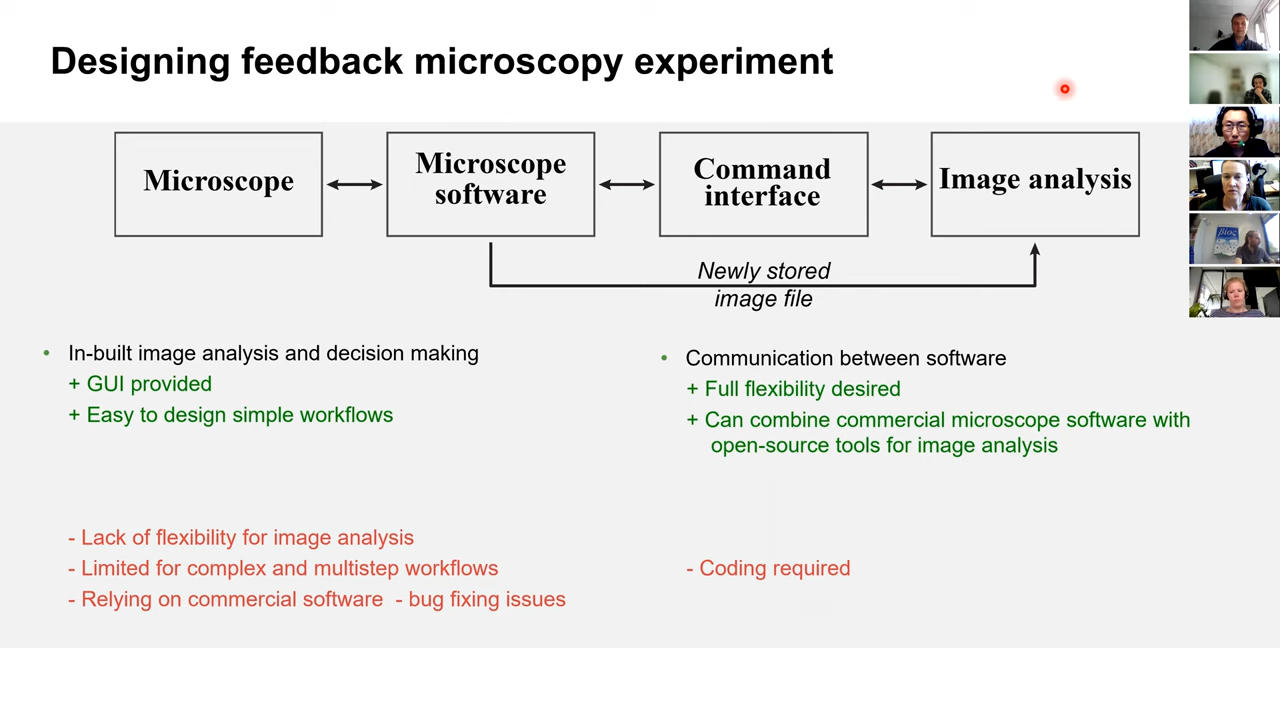 Designing feedback microscopy experiment
Microscope
Microscope
software
Command
interface
Image analysis
Newly stored
image file
• In-built image analysis and decision making
+ GUI provided
+ Easy to design simple workflows
- Lack of flexibility for image analysis
- Limited for complex and multistep workflows
- Relying on commercial software - bug fixing issues
• Communication between software
+ Full flexibility desired
+ Can combine commercial microscope software with
open-source tools for image analysis
- Coding required
βίος